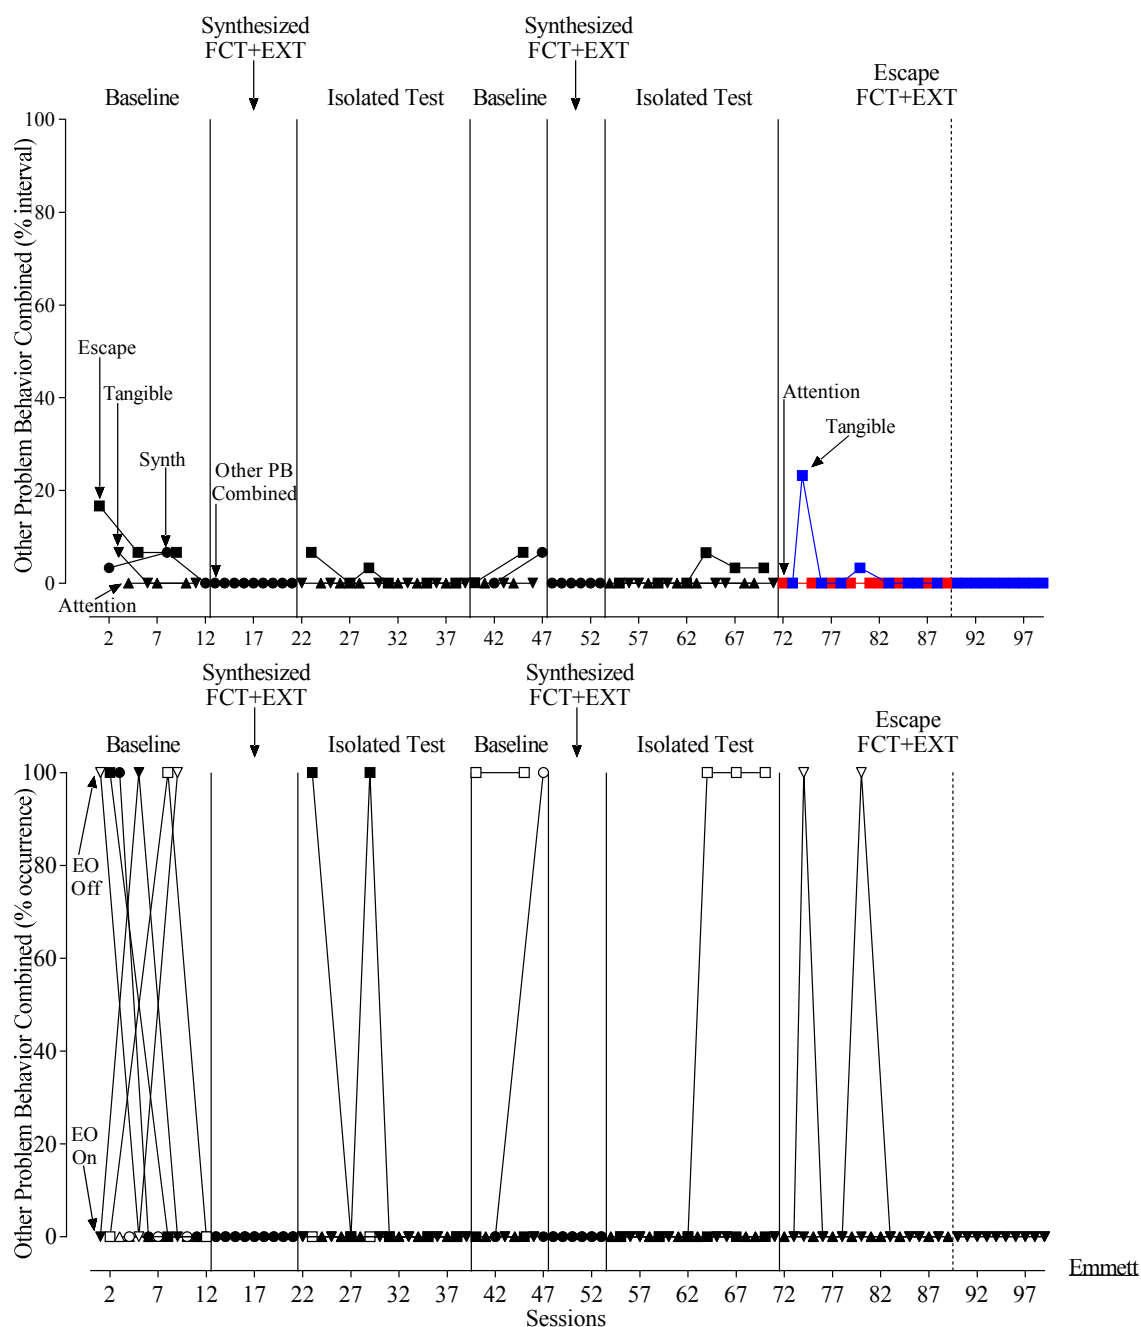 Synthesized Synthesized
FCT+EXT FCT+EXT
Escape
Baseline Isolated Test Baseline Isolated Test FCT+EXT
Other Problem Behavior Combined (% interval)
100
80
60
40
20
0
Escape
Tangible
Synth
Other PB
Combined
Attention
Attention
Tangible
2 7 12 17 22 27 32 37 42 47 52 57 62 67 72 77 82 87 92 97
Synthesized Synthesized
FCT+EXT FCT+EXT
Escape
Baseline Isolated Test Baseline Isolated Test FCT+EXT
Other Problem Behavior Combined (% occurrence)
100
80
60
40
20
0
EO
Off
EO
On
2 7 12 17 22 27 32 37 42 47 52 57 62 67 72 77 82 87 92 97
Sessions
Emmett